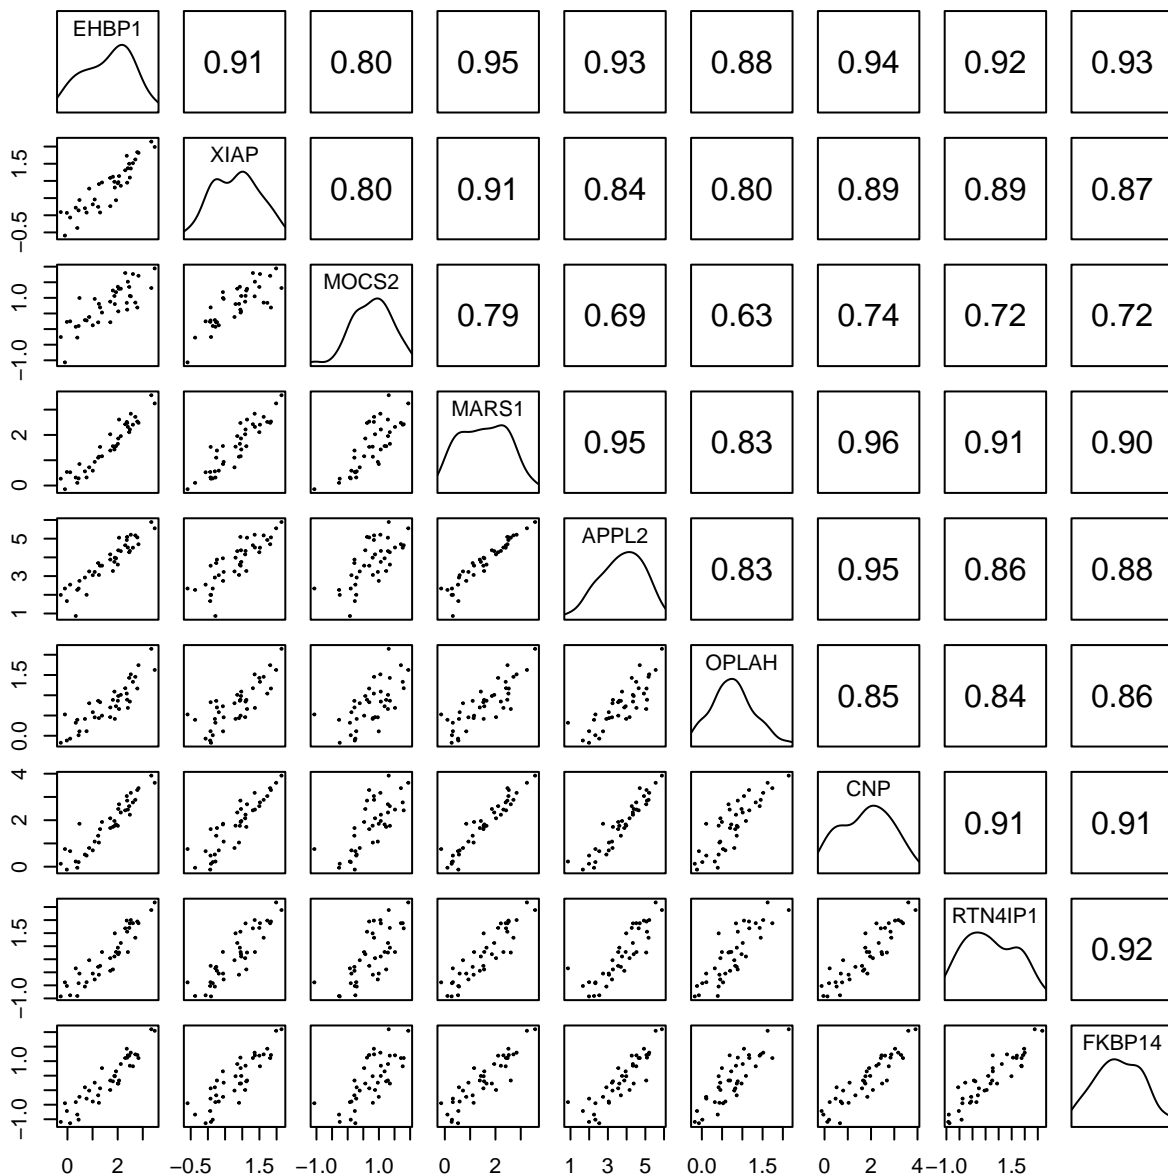 EHBP1 0.91 0.80 0.95 0.93 0.88 0.94 0.92 0.93
−0.5 1.5 XIAP 0.80 0.91 0.84 0.80 0.89 0.89 0.87
−1.0 1.0 MOCS2 0.79 0.69 0.63 0.74 0.72 0.72
0 2 MARS1 0.95 0.83 0.96 0.91 0.90
1 3 5 APPL2 0.83 0.95 0.86 0.88
0.0 1.5 OPLAH 0.85 0.84 0.86
0 2 4 CNP 0.91 0.91
−1.0 1.5 RTN4IP1 0.92
−1.0 1.0 FKBP14
0 2 −0.5 1.5 −1.0 1.0 0 2 1 3 5 0.0 1.5 0 2 4 −1.0 1.5